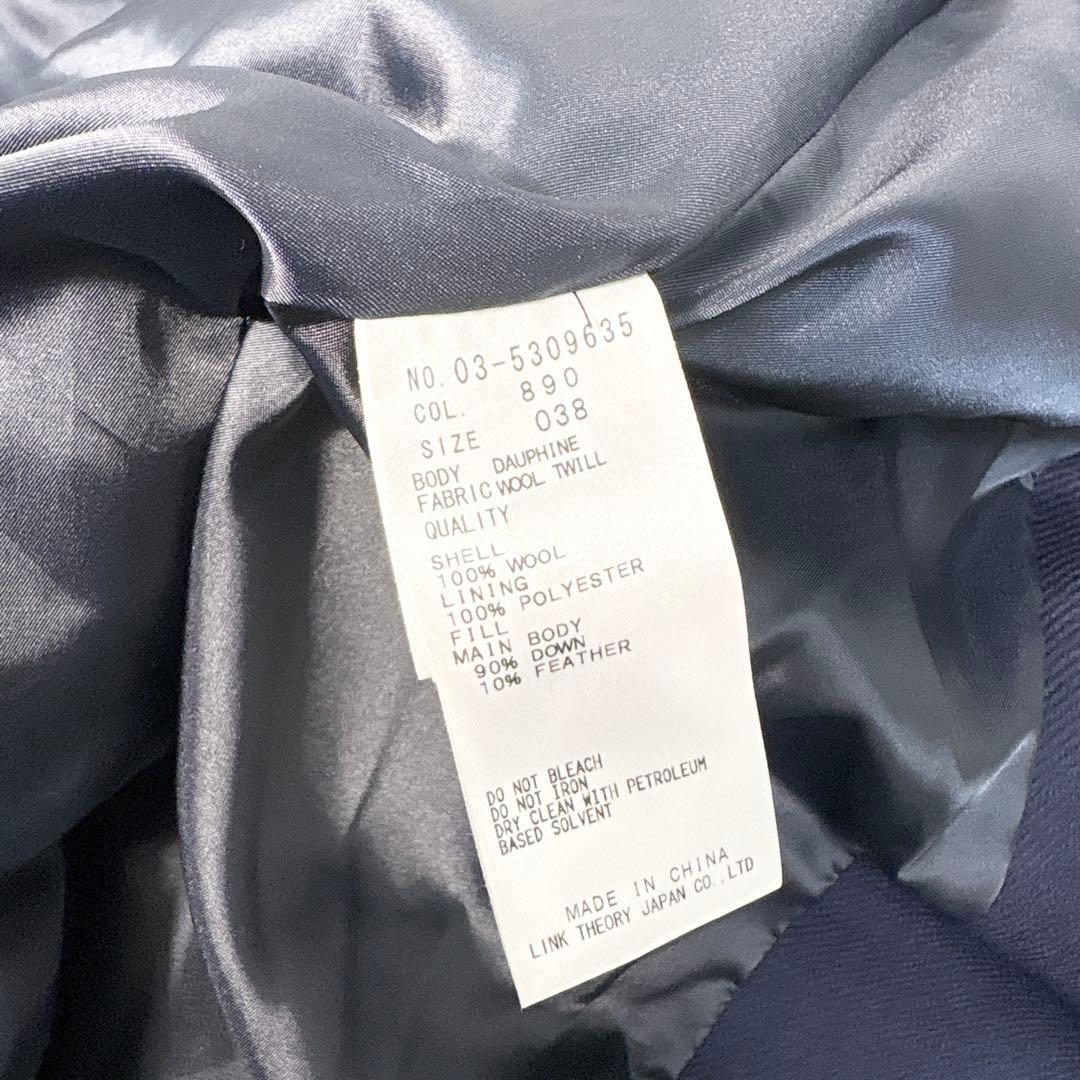 NO. 03-5309635
COL. 890
SIZE 038
BODY DAUPHINE
FABRIC WOOL TWILL
QUALITY
SHELL
100% WOOL
LINING
100% POLYESTER
FILL
MAIN BODY
90% DOWN
10% FEATHER
DO NOT BLEACH
DO NOT IRON
DRY CLEAN WITH PETROLEUM
BASED SOLVENT
MADE IN CHINA
LINK THEORY JAPAN CO.,LTD